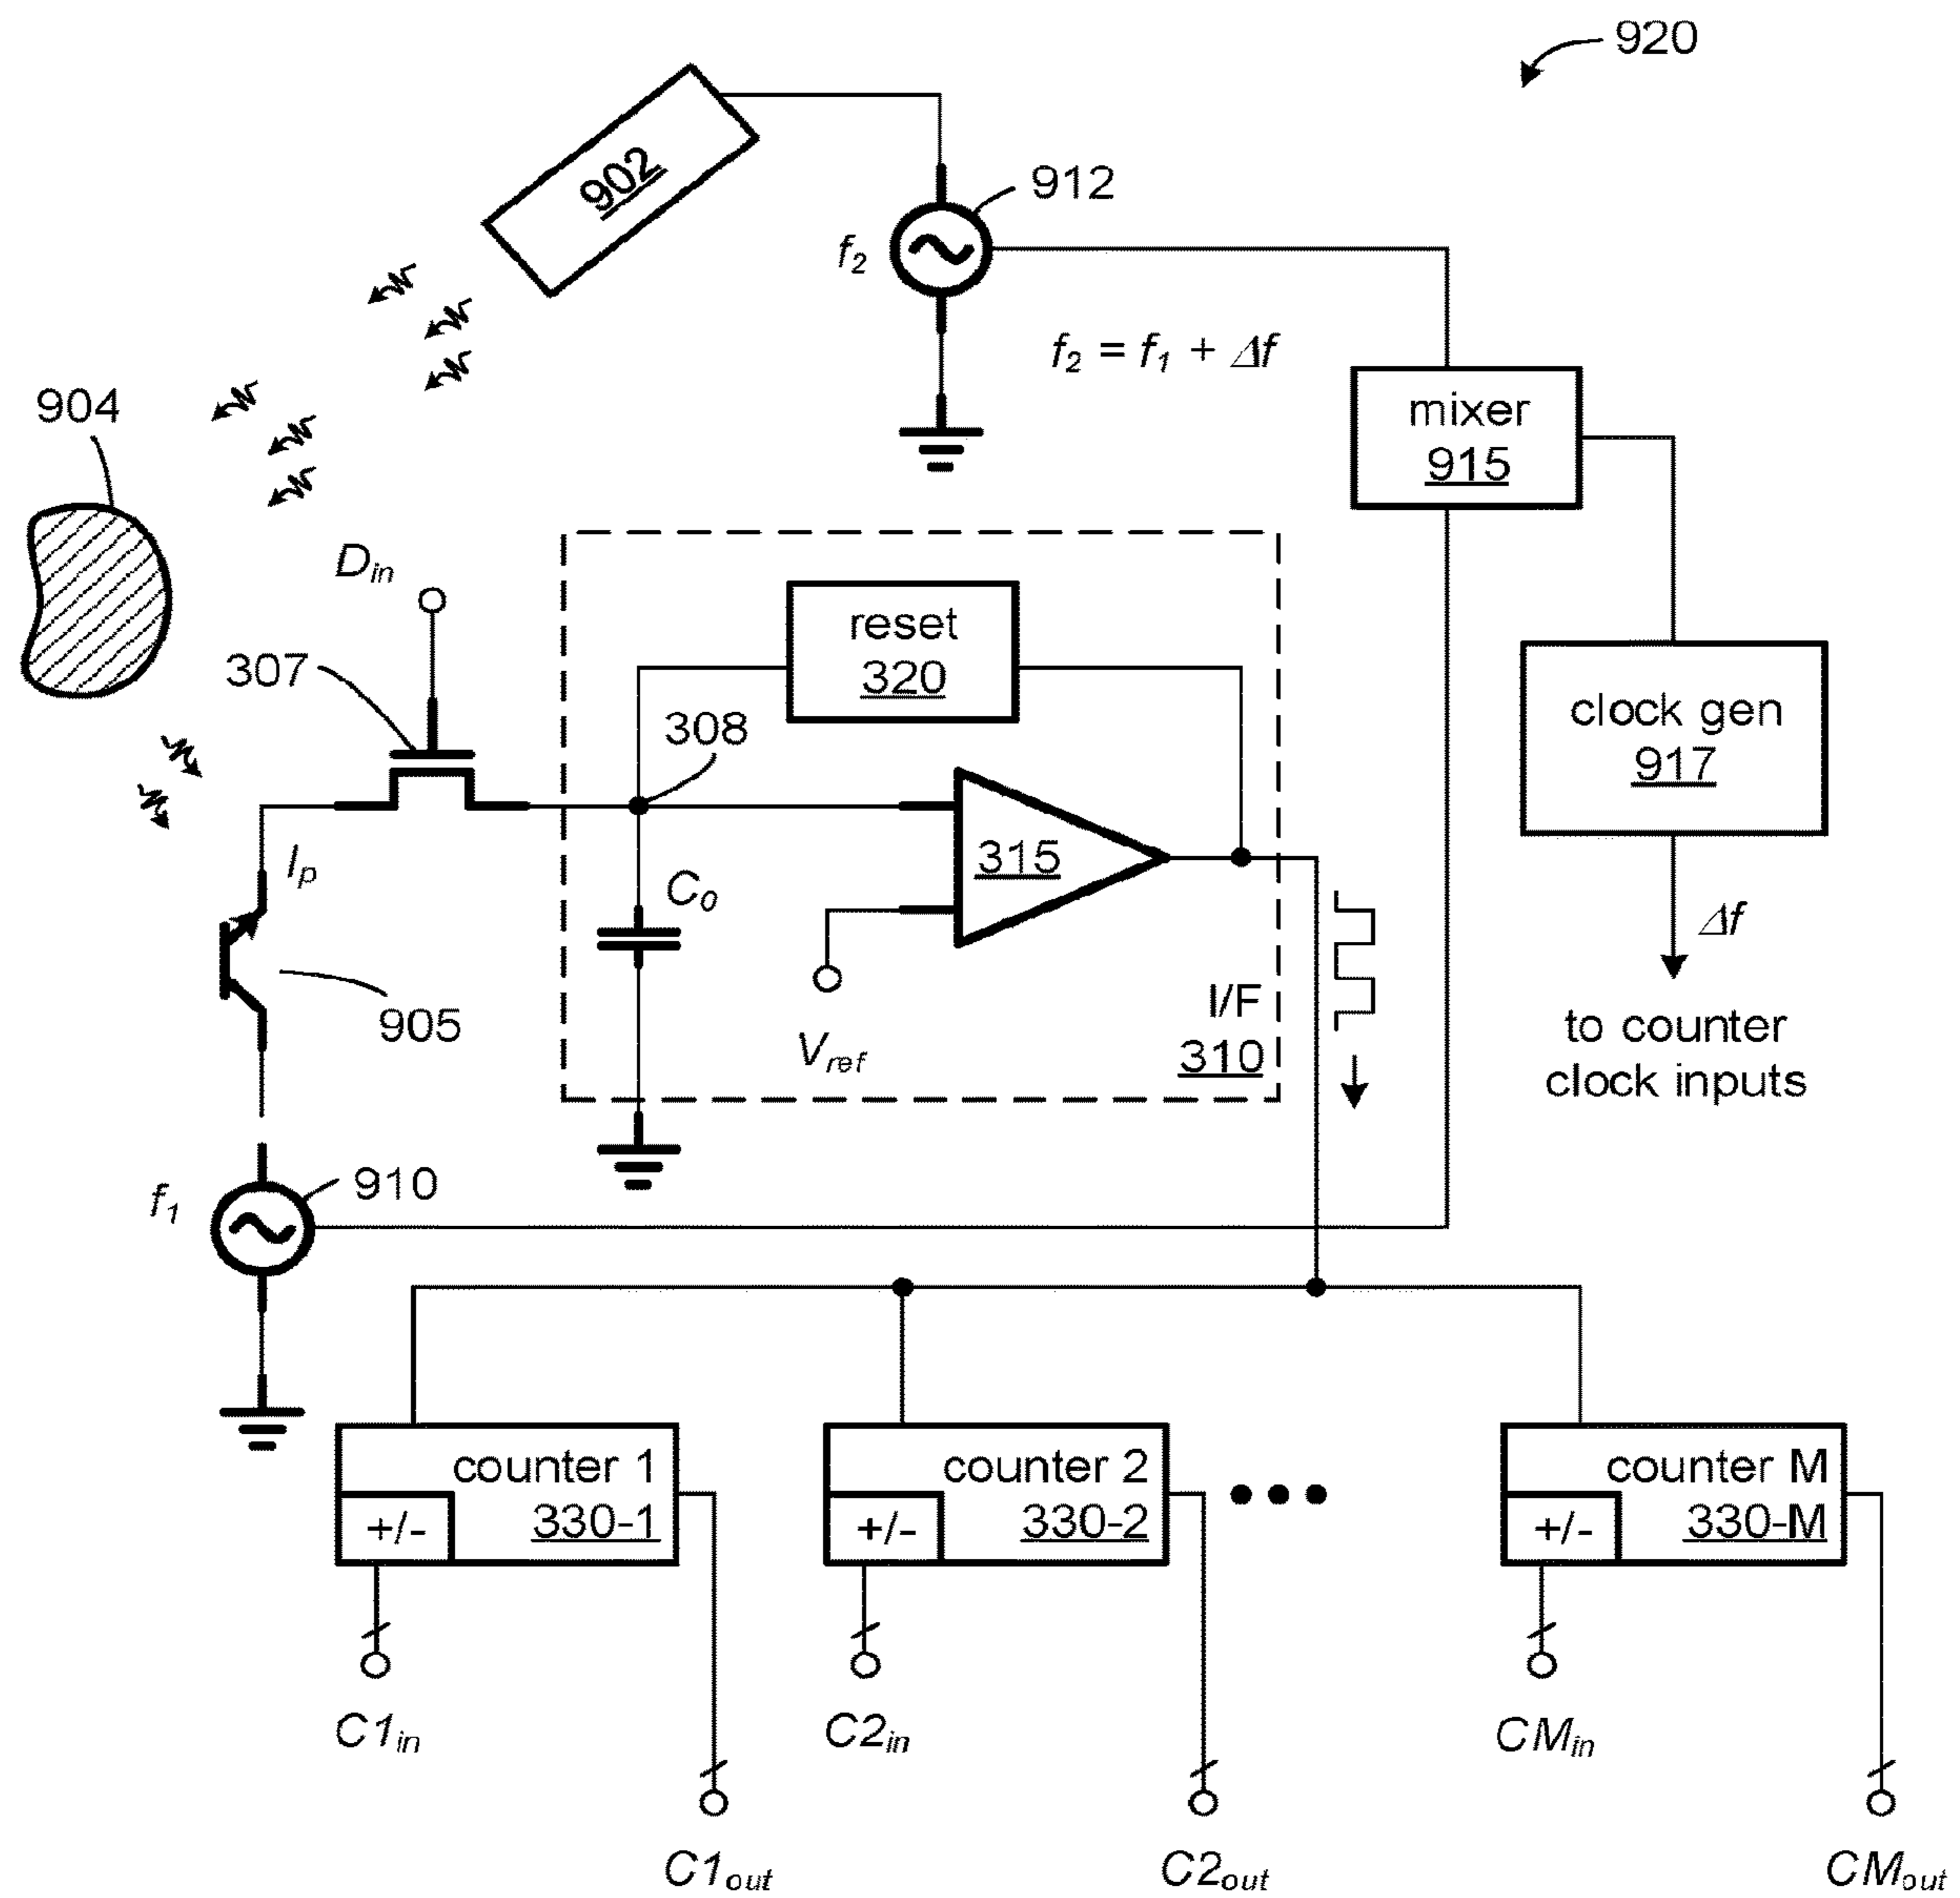 920
902
912
f2
f2 = f1 + Δf
904
mixer
915
Din
reset
320
307
308
clock gen
917
315
Ip
Co
Δf
905
I/F
310
Vref
to counter
clock inputs
910
f1
counter 1
330-1
+/-
counter 2
330-2
+/-
counter M
330-M
+/-
C1in
C2in
CMin
C1out
C2out
CMout